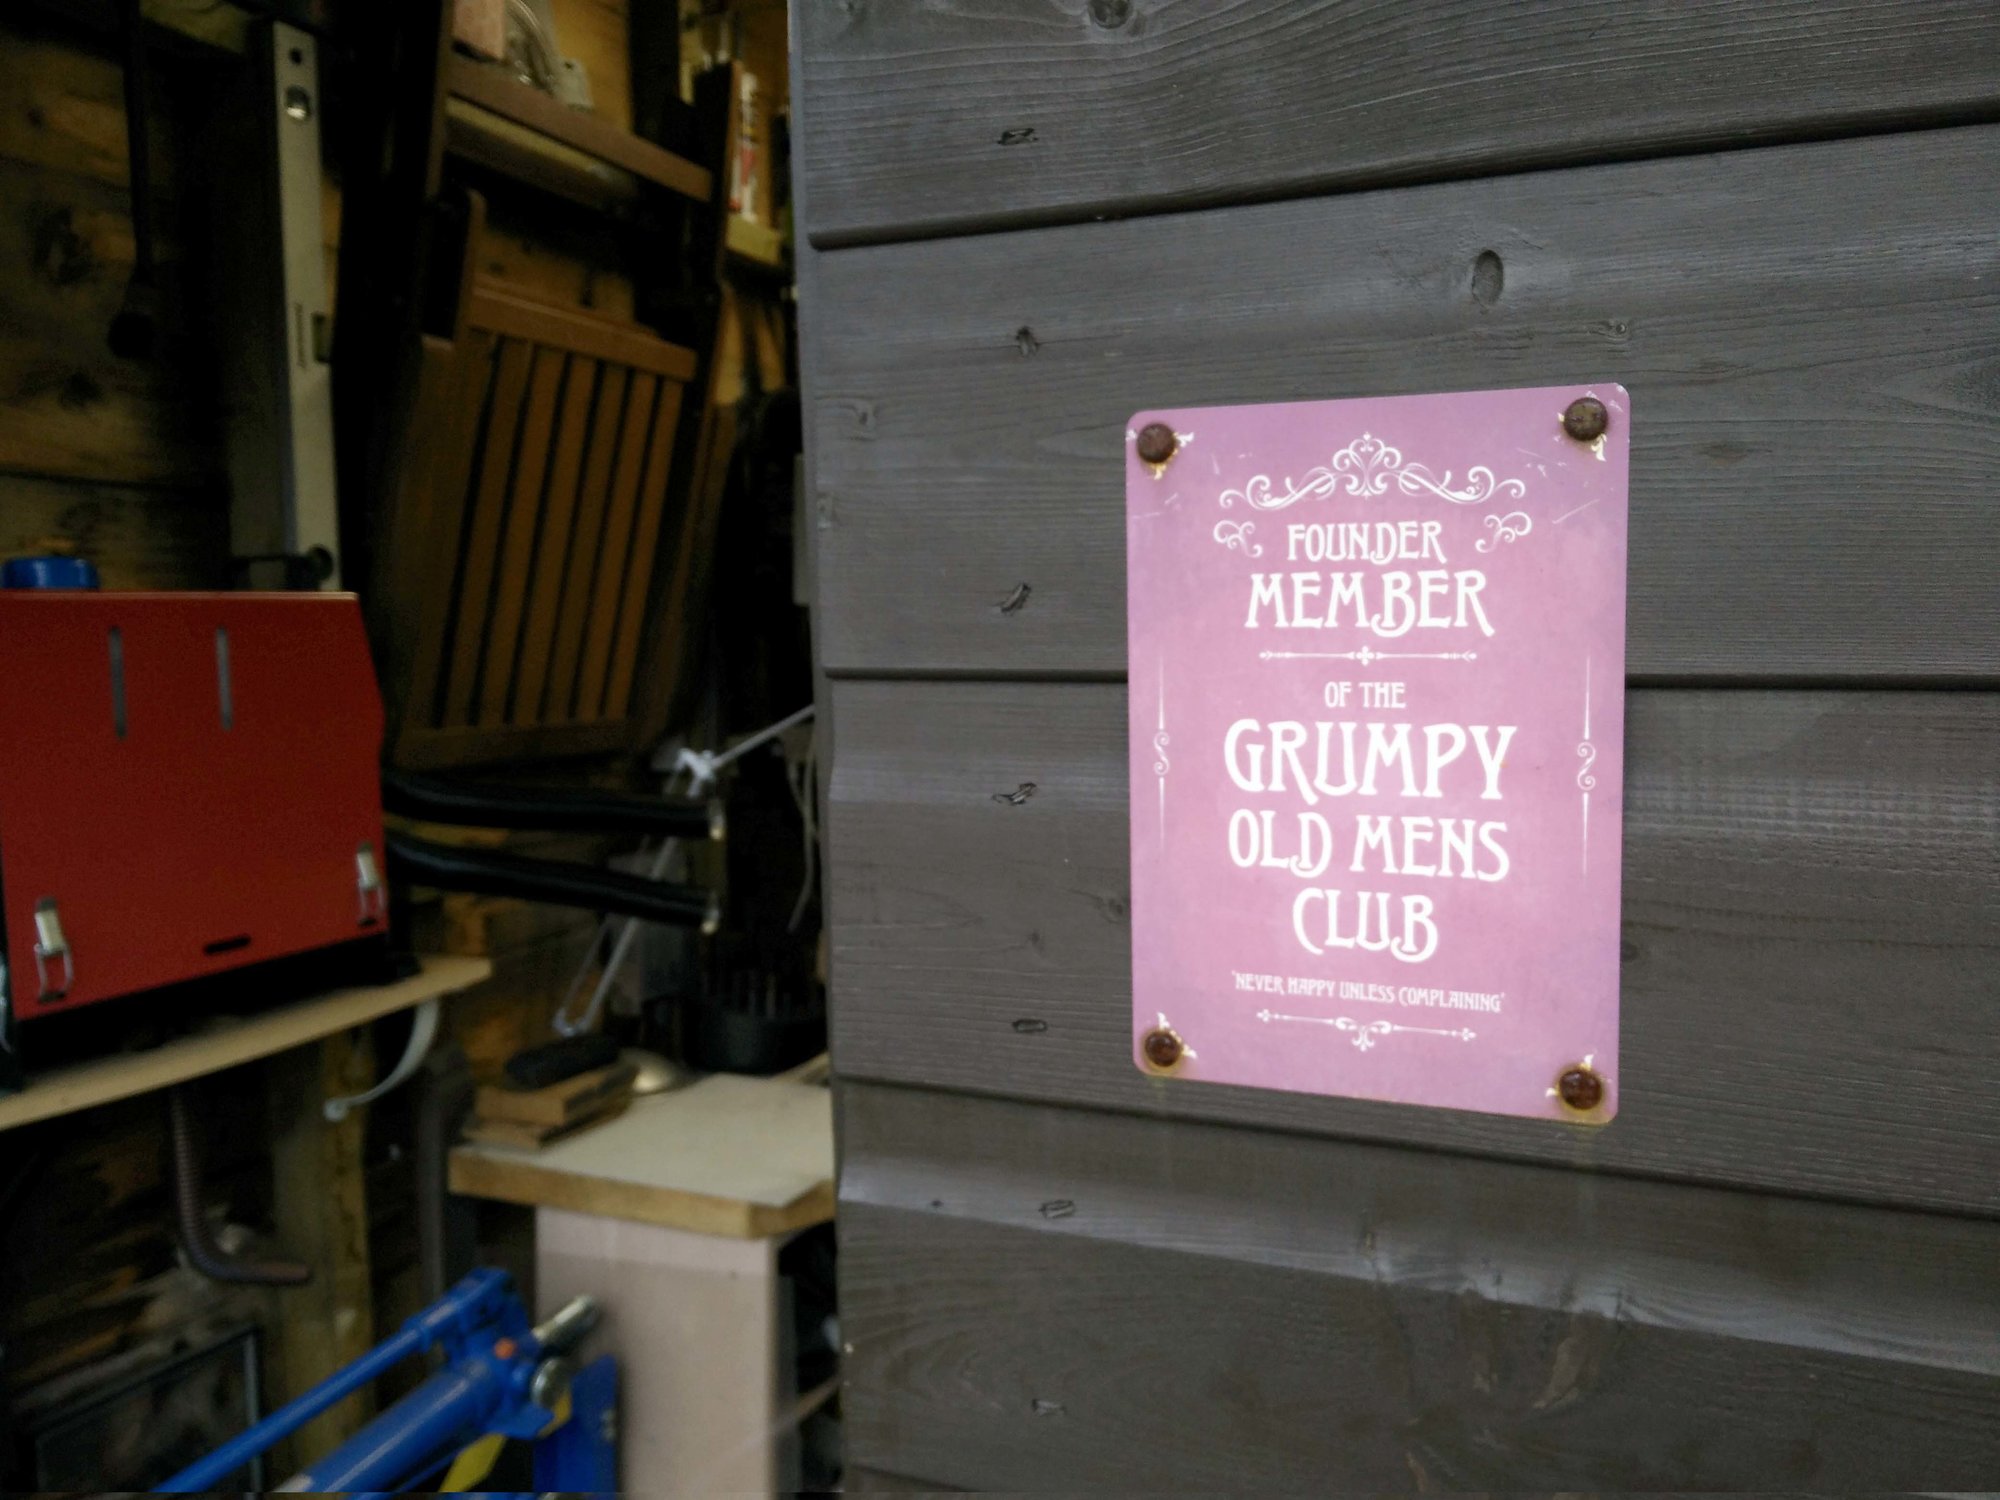 FOUNDER
MEMBER
OF THE
GRUMPY
OLD MENS
CLUB
'NEVER HAPPY UNLESS COMPLAINING'